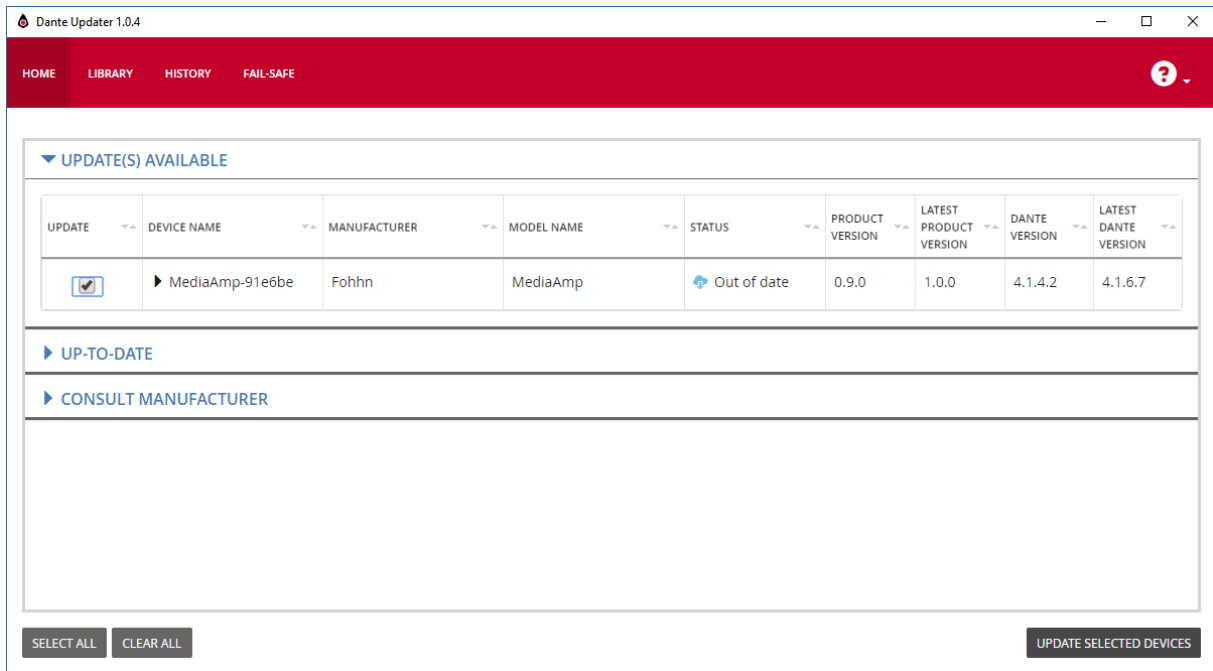 Dante Updater 1.0.4
HOME LIBRARY HISTORY FAIL-SAFE ?
UPDATE(S) AVAILABLE
UPDATE DEVICE NAME MANUFACTURER MODEL NAME STATUS PRODUCT VERSION LATEST PRODUCT VERSION DANTE VERSION LATEST DANTE VERSION
MediaAmp-91e6be Fohhn MediaAmp Out of date 0.9.0 1.0.0 4.1.4.2 4.1.6.7
UP-TO-DATE
CONSULT MANUFACTURER
SELECT ALL CLEAR ALL UPDATE SELECTED DEVICES